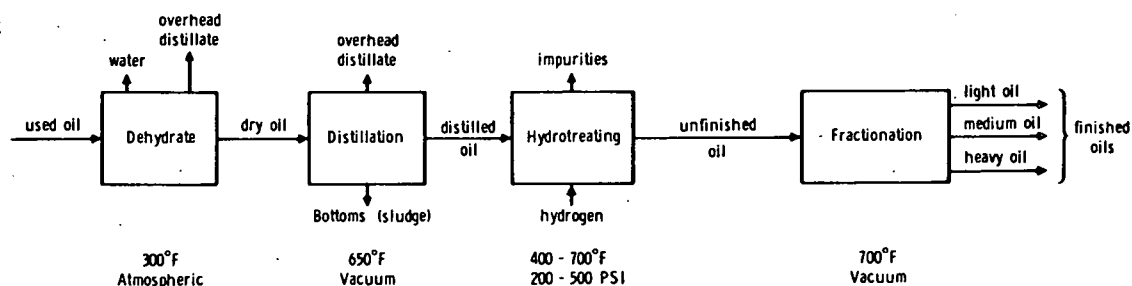 overhead
distillate
water
used oil
Dehydrate
dry oil
300°F
Atmospheric
overhead
distillate
Distillation
distilled
oil
Bottoms (sludge)
650°F
Vacuum
impurities
Hydrotreating
hydrogen
400 - 700°F
200 - 500 PSI
unfinished
oil
Fractionation
700°F
Vacuum
light oil
medium oil
heavy oil
finished
oils